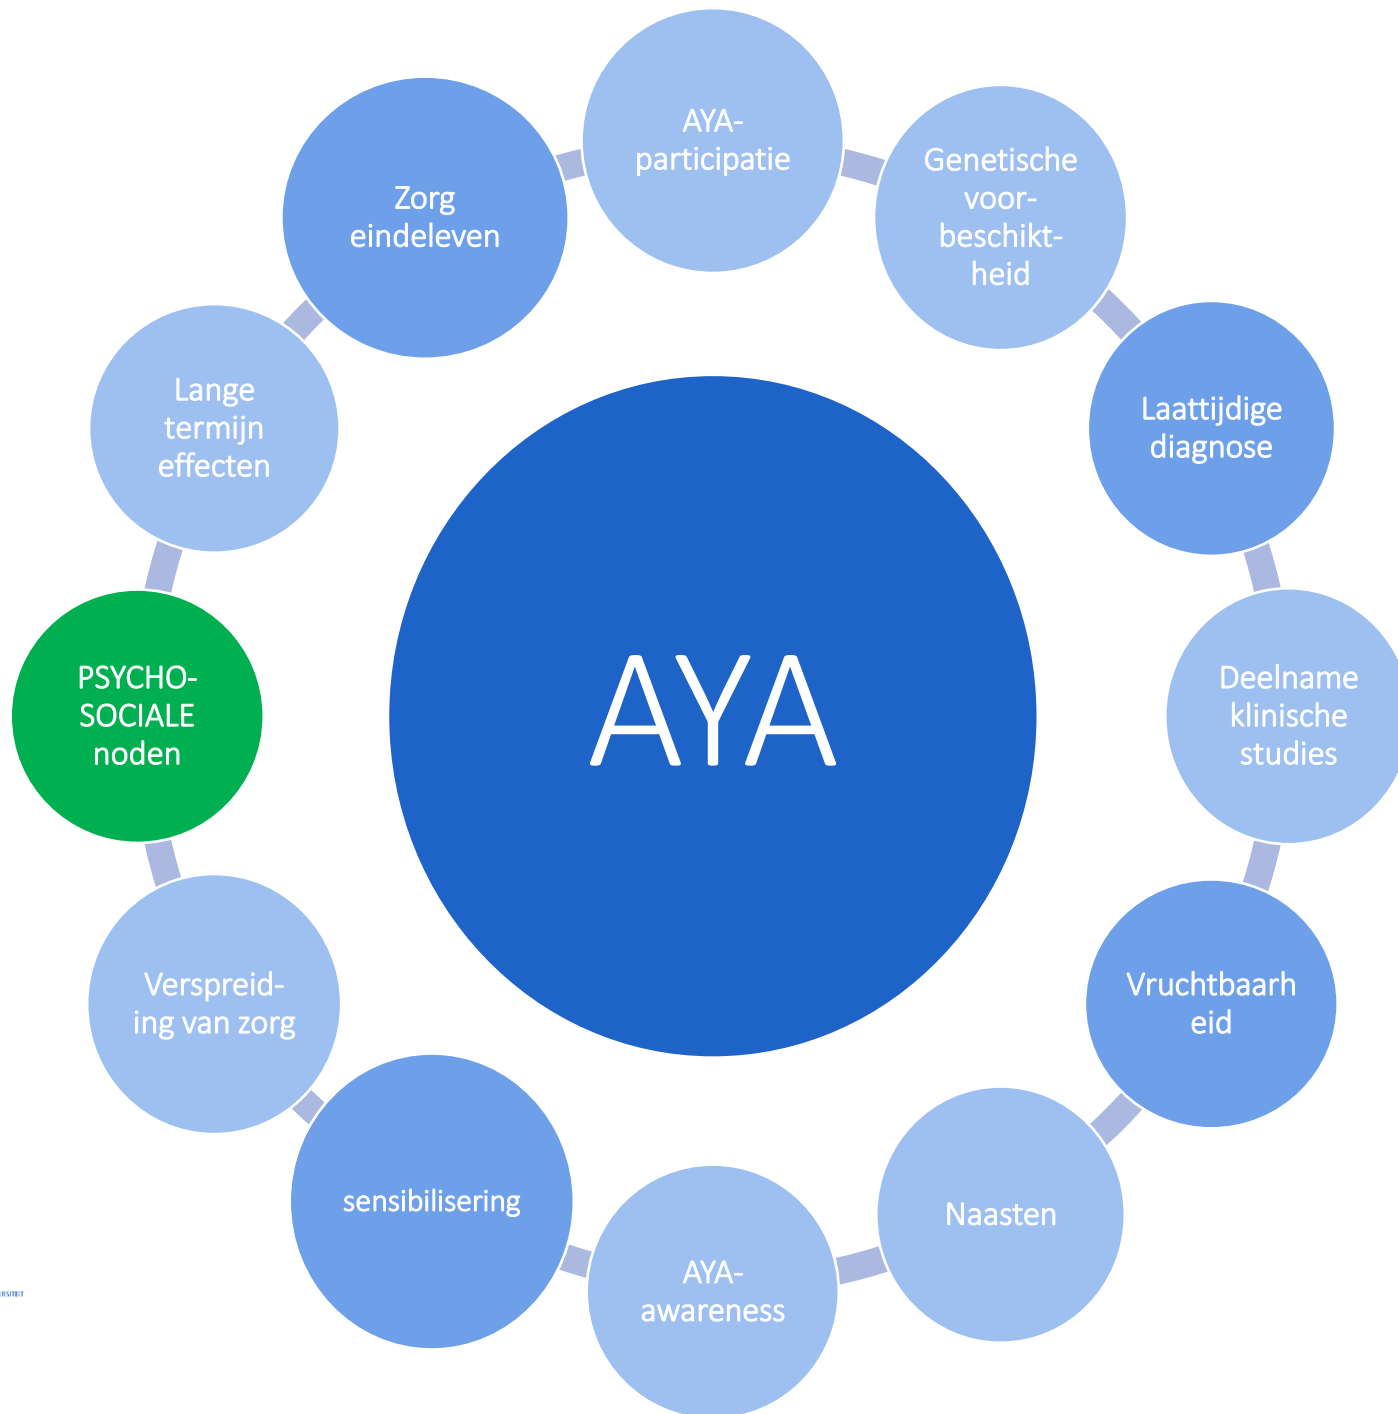 AYA-
participatie
Genetische
voor-
beschikt-
heid
Laattijdige
diagnose
Deelname
klinische
studies
Vruchtbaarh
eid
Naasten
AYA-
awareness
sensibilisering
Verspreid-
ing van zorg
PSYCHO-
SOCIALE
noden
Lange
termijn
effecten
Zorg
eindeleven
AYA